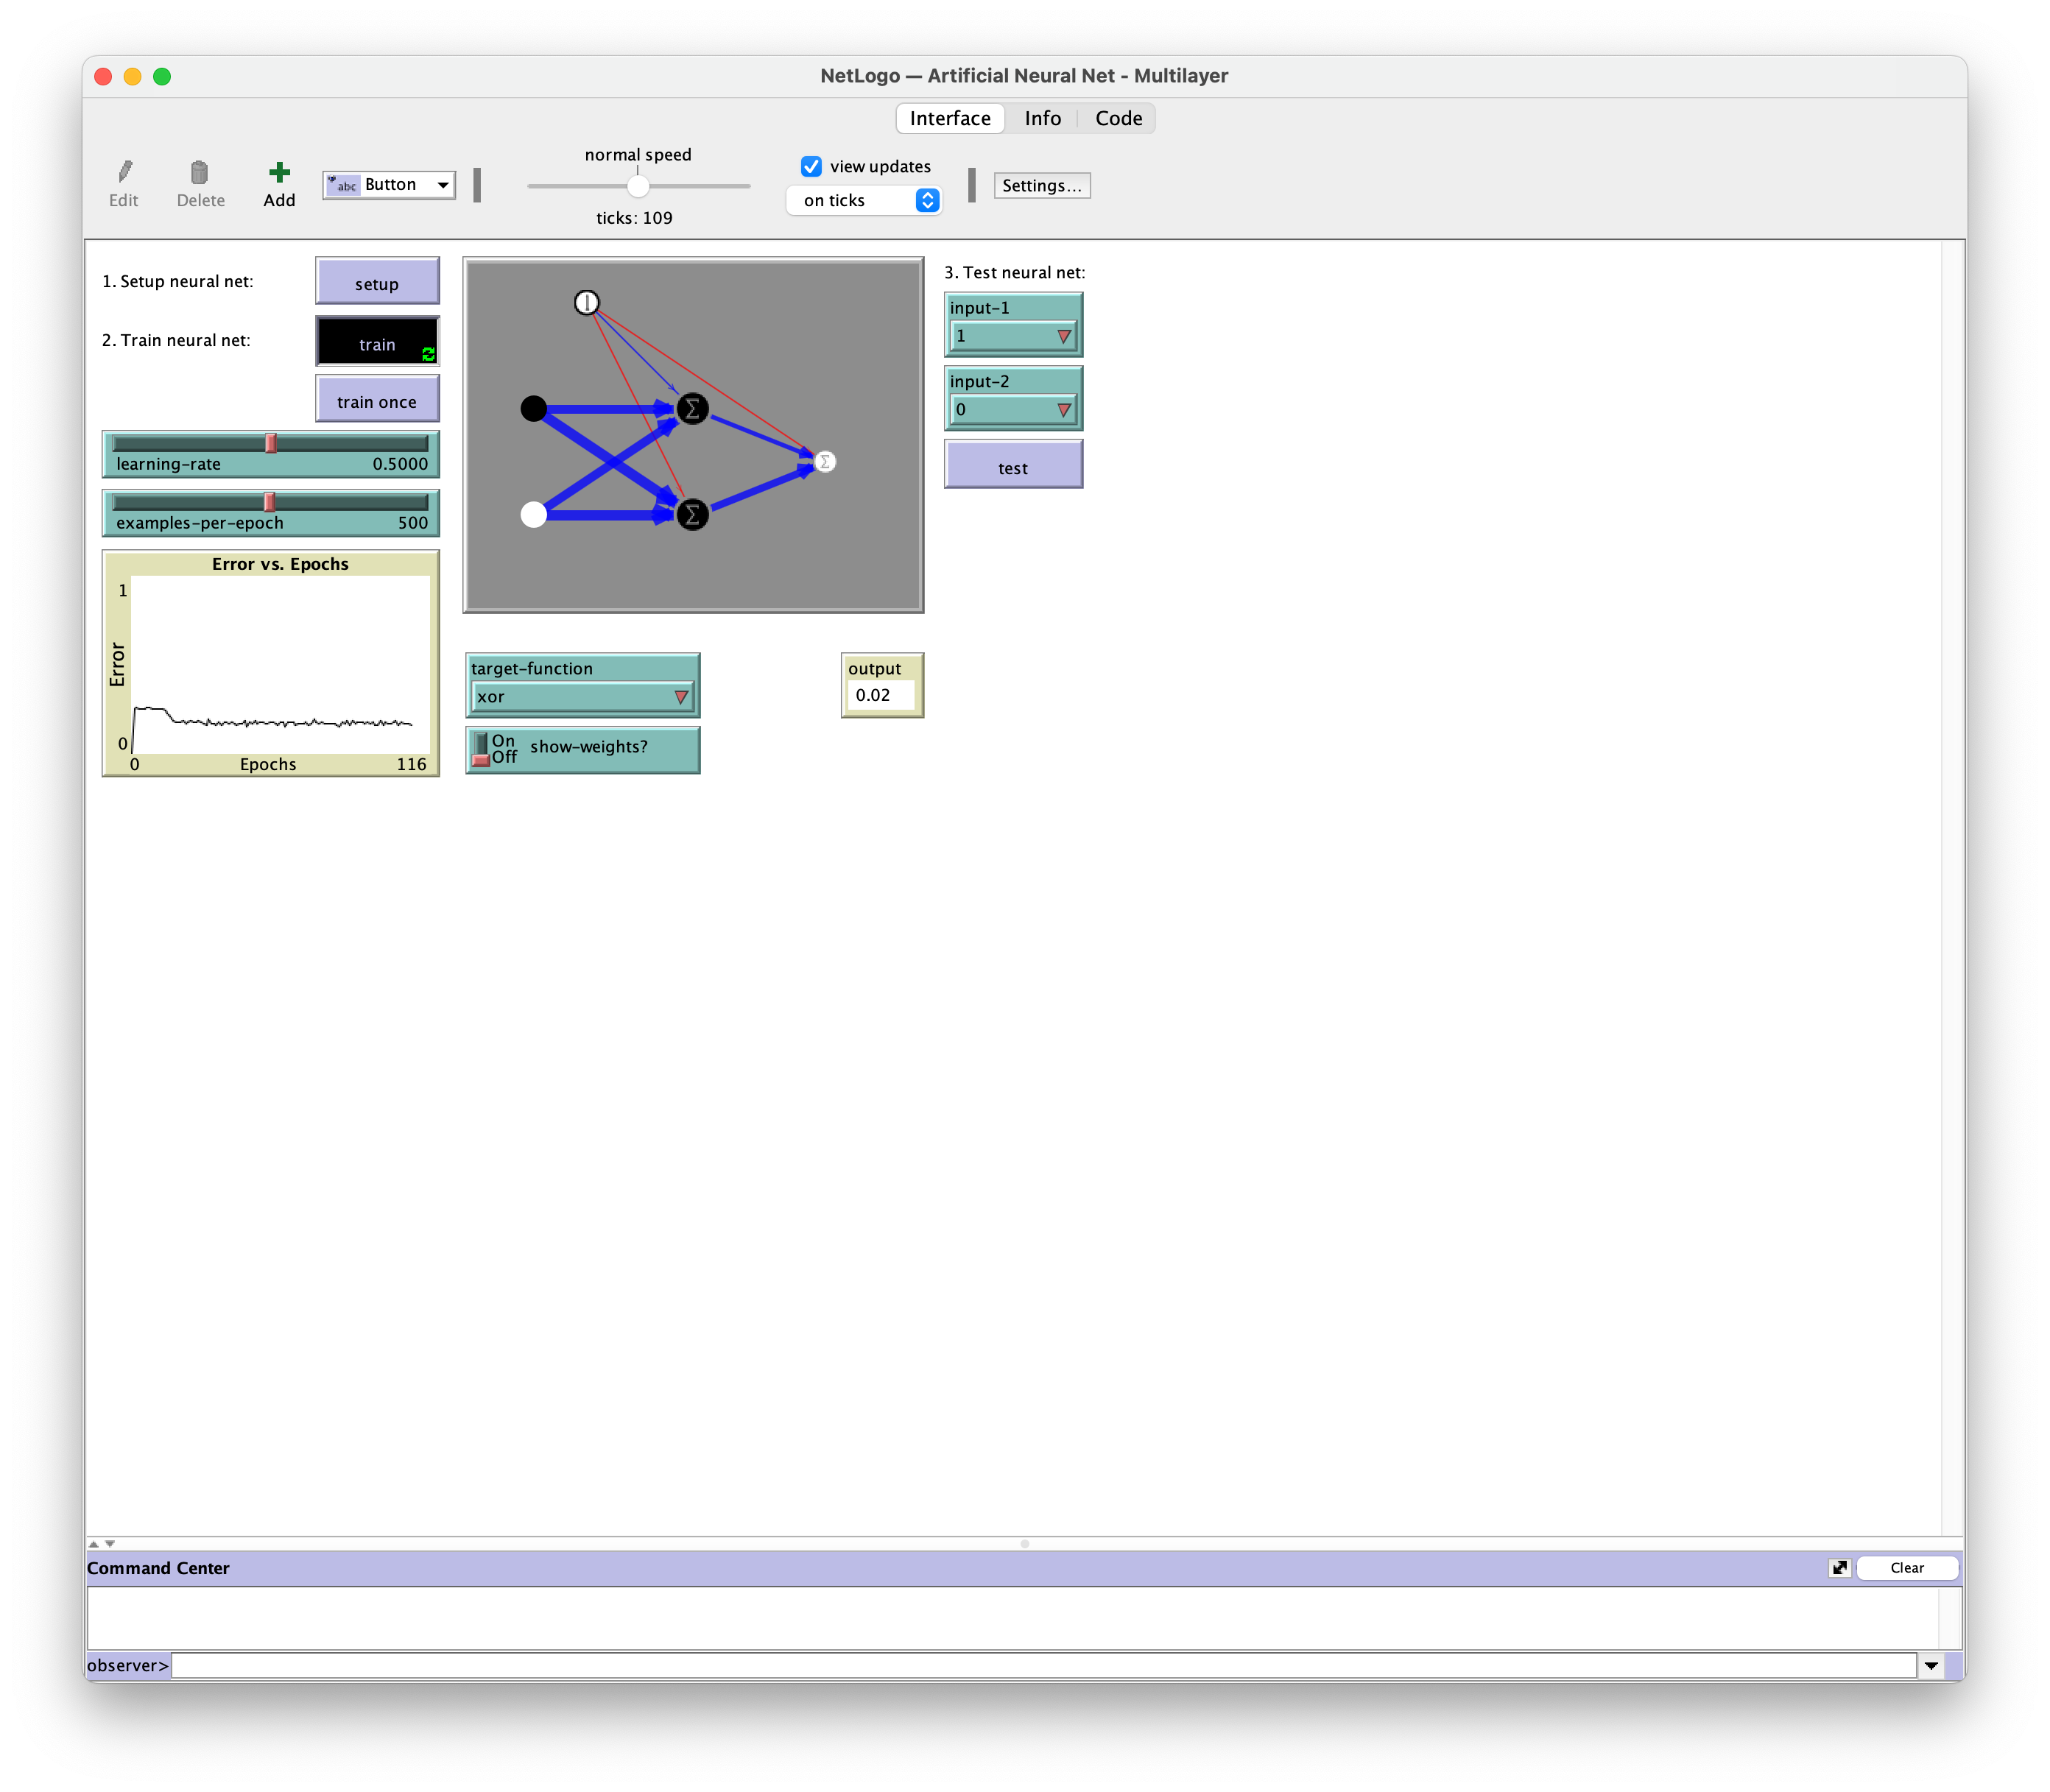 NetLogo — Artificial Neural Net - Multilayer
Interface Info Code
Edit
Delete
Add
abc Button
normal speed
ticks: 109
view updates
on ticks
Settings...
1. Setup neural net:
setup
2. Train neural net:
train
train once
learning-rate 0.5000
examples-per-epoch 500
Error vs. Epochs
1
Error
0
0 Epochs 116
Σ
Σ
Σ
target-function
xor
On
Off
show-weights?
output
0.02
3. Test neural net:
input-1
1
input-2
0
test
Command Center
Clear
observer>